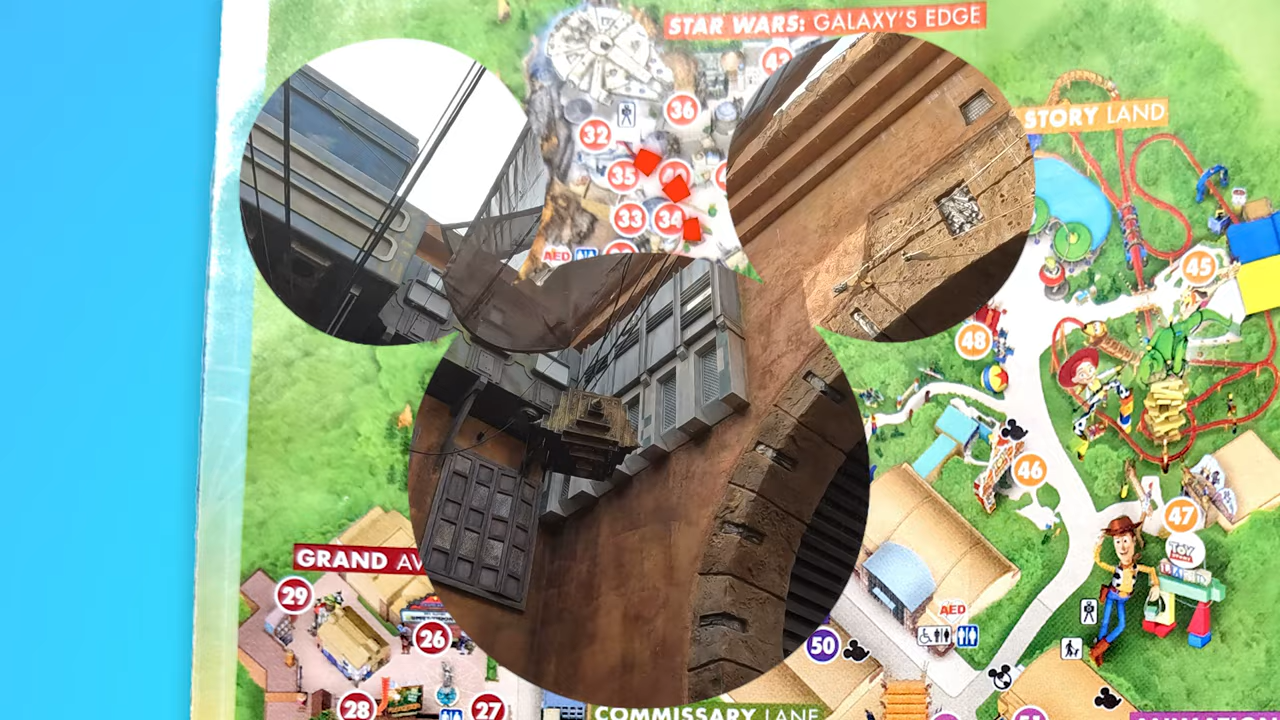 STAR WARS: GALAXY'S EDGE
36
32
35
33
34
AED
STORY LAND
45
48
46
47
TOY
LAND
GRAND AV
29
26
28
27
AED
50
COMMISSARY LANE